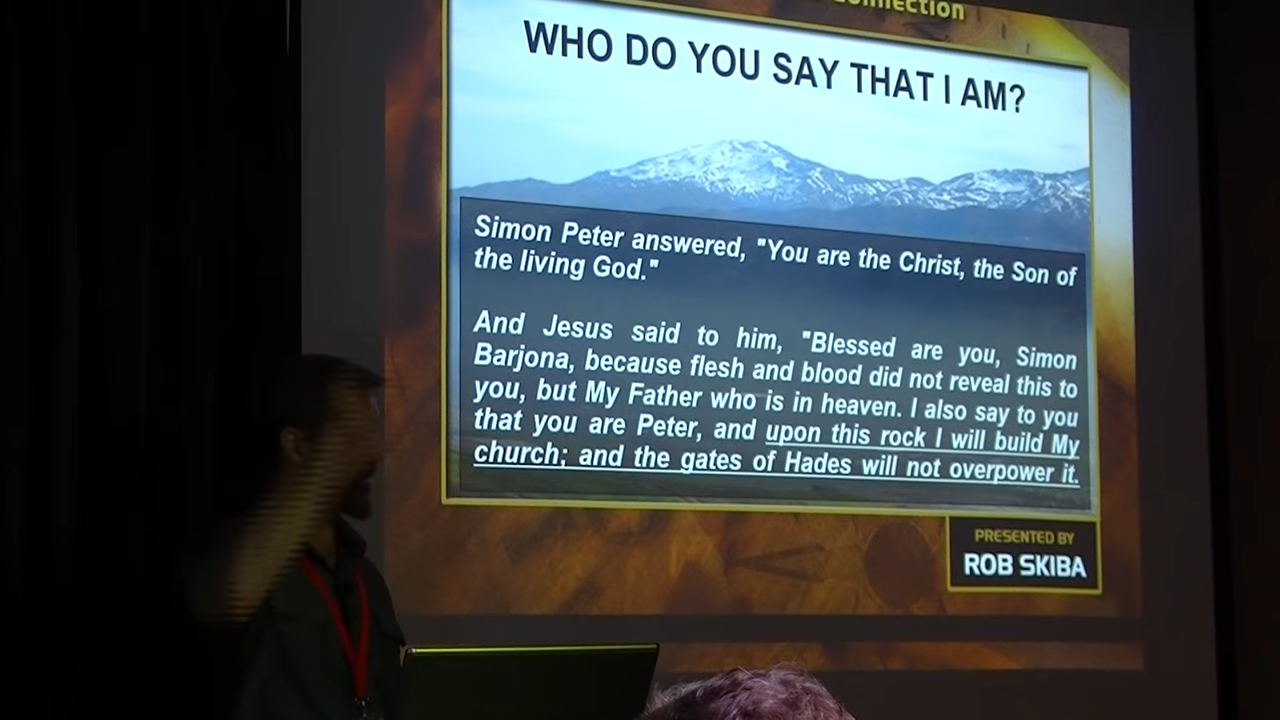 WHO DO YOU SAY THAT I AM?
Simon Peter answered, "You are the Christ, the Son of
the living God."
And Jesus said to him, "Blessed are you, Simon
Barjona, because flesh and blood did not reveal this to
you, but My Father who is in heaven. I also say to you
that you are Peter, and upon this rock I will build My
church; and the gates of Hades will not overpower it.
PRESENTED BY
ROB SKIBA